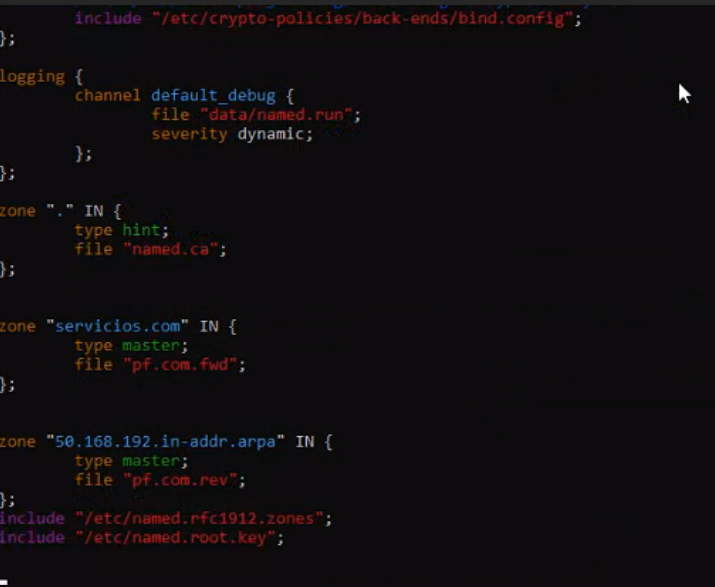 include "/etc/crypto-policies/back-ends/bind.config";
};
logging {
channel default_debug {
file "data/named.run";
severity dynamic;
};
};
zone "." IN {
type hint;
file "named.ca";
};
zone "servicios.com" IN {
type master;
file "pf.com.fwd";
};
zone "50.168.192.in-addr.arpa" IN {
type master;
file "pf.com.rev";
};
include "/etc/named.rfc1912.zones";
include "/etc/named.root.key";